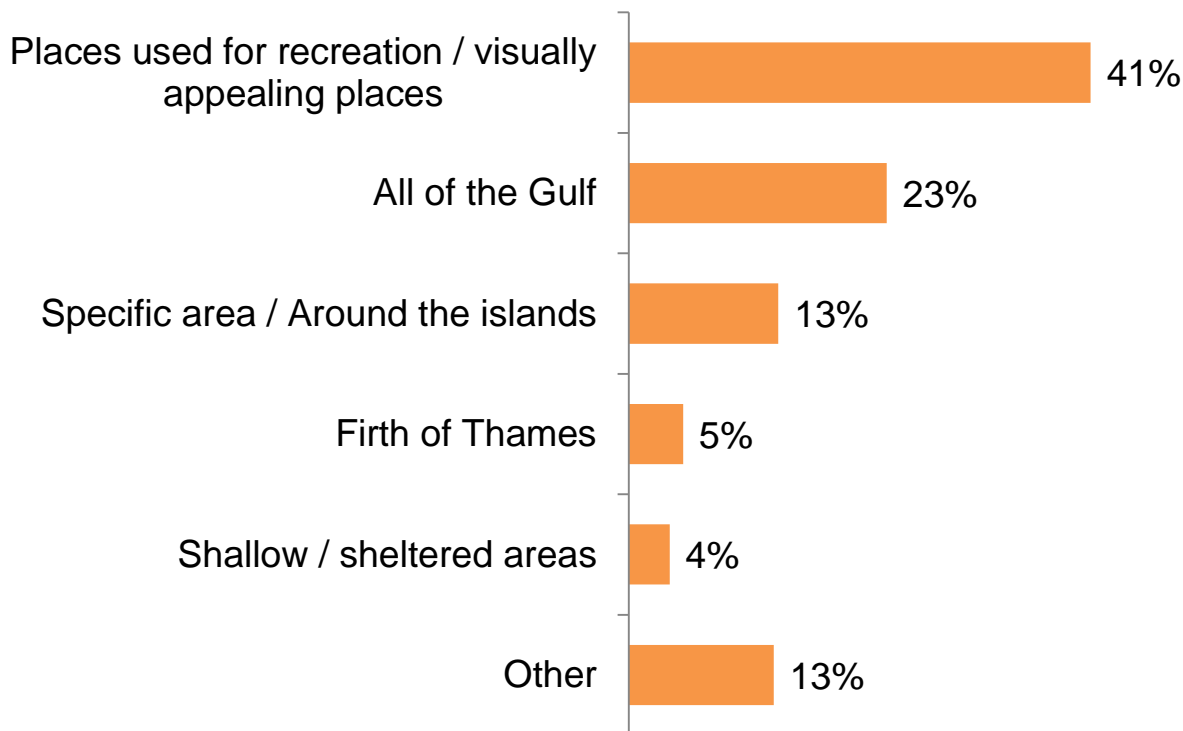 Places used for recreation / visually
appealing places
41%
All of the Gulf
23%
Specific area / Around the islands
13%
Firth of Thames
5%
Shallow / sheltered areas
4%
Other
13%